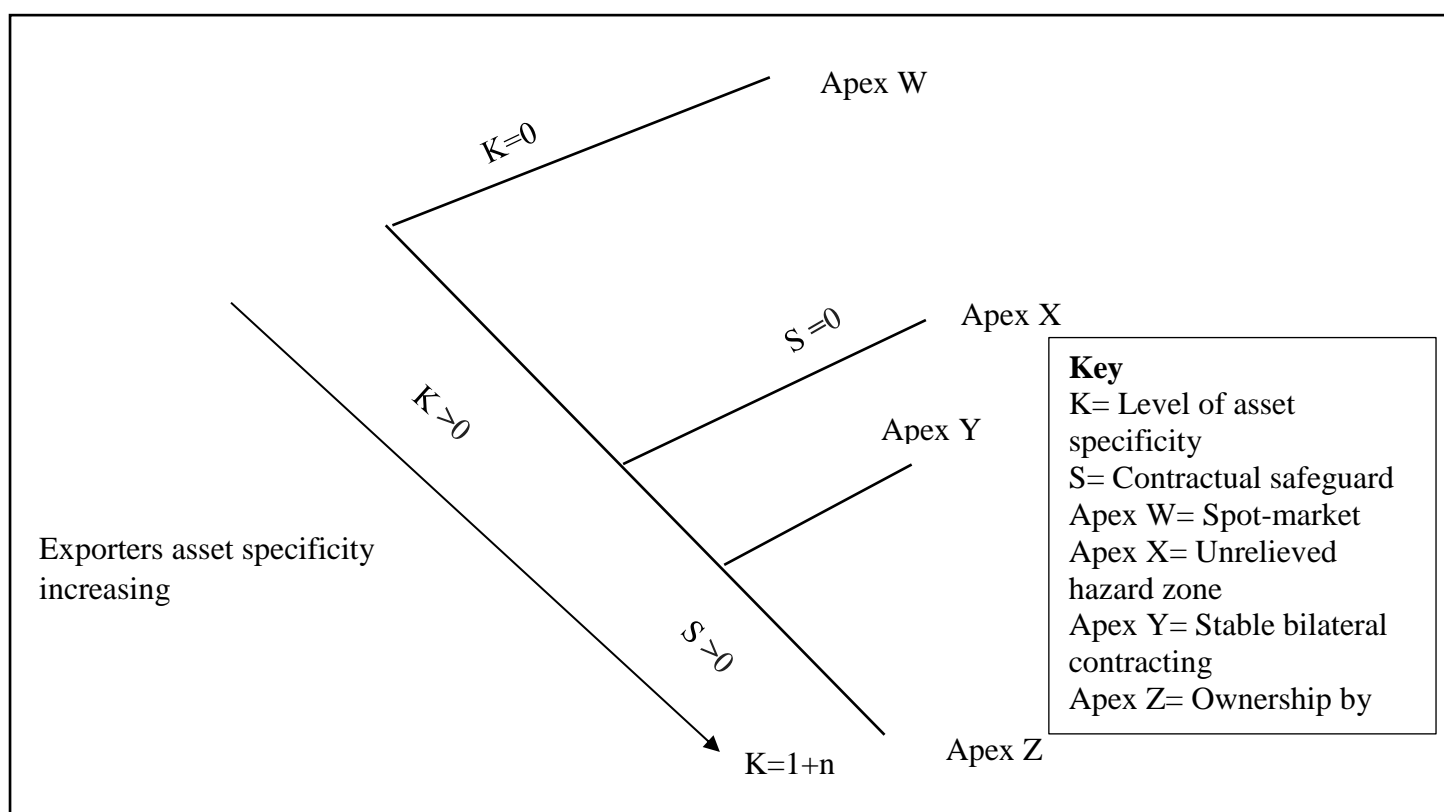 Apex W
K=0
Apex X
S =0
K >0
Apex Y
Key
K= Level of asset
specificity
S= Contractual safeguard
Apex W= Spot-market
Apex X= Unrelieved
hazard zone
Apex Y= Stable bilateral
contracting
Apex Z= Ownership by
Exporters asset specificity
increasing
S >0
Apex Z
K=1+n